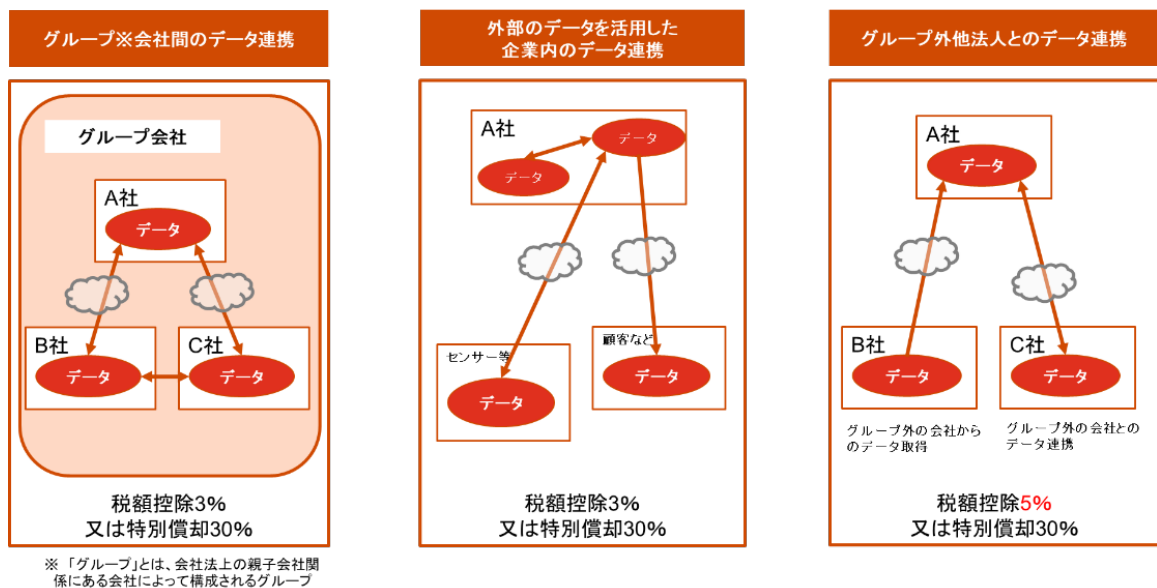 グループ※会社間のデータ連携
グループ会社
A社
データ
B社
データ
C社
データ
税額控除3%
又は特別償却30%
※ 「グループ」とは、会社法上の親子会社関
係にある会社によって構成されるグループ
外部のデータを活用した
企業内のデータ連携
A社
データ
データ
センサー等
データ
顧客など
データ
税額控除3%
又は特別償却30%
グループ外他法人とのデータ連携
A社
データ
B社
データ
グループ外の会社から
のデータ取得
C社
データ
グループ外の会社との
データ連携
税額控除5%
又は特別償却30%